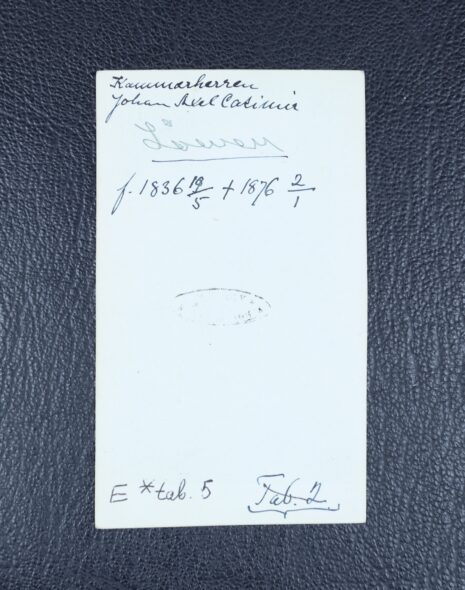 Kammarherren
Johan Axel Casimir
Löwen
f. 1836 19/5 + 1876 2/1
E *tab. 5 Tab. 2